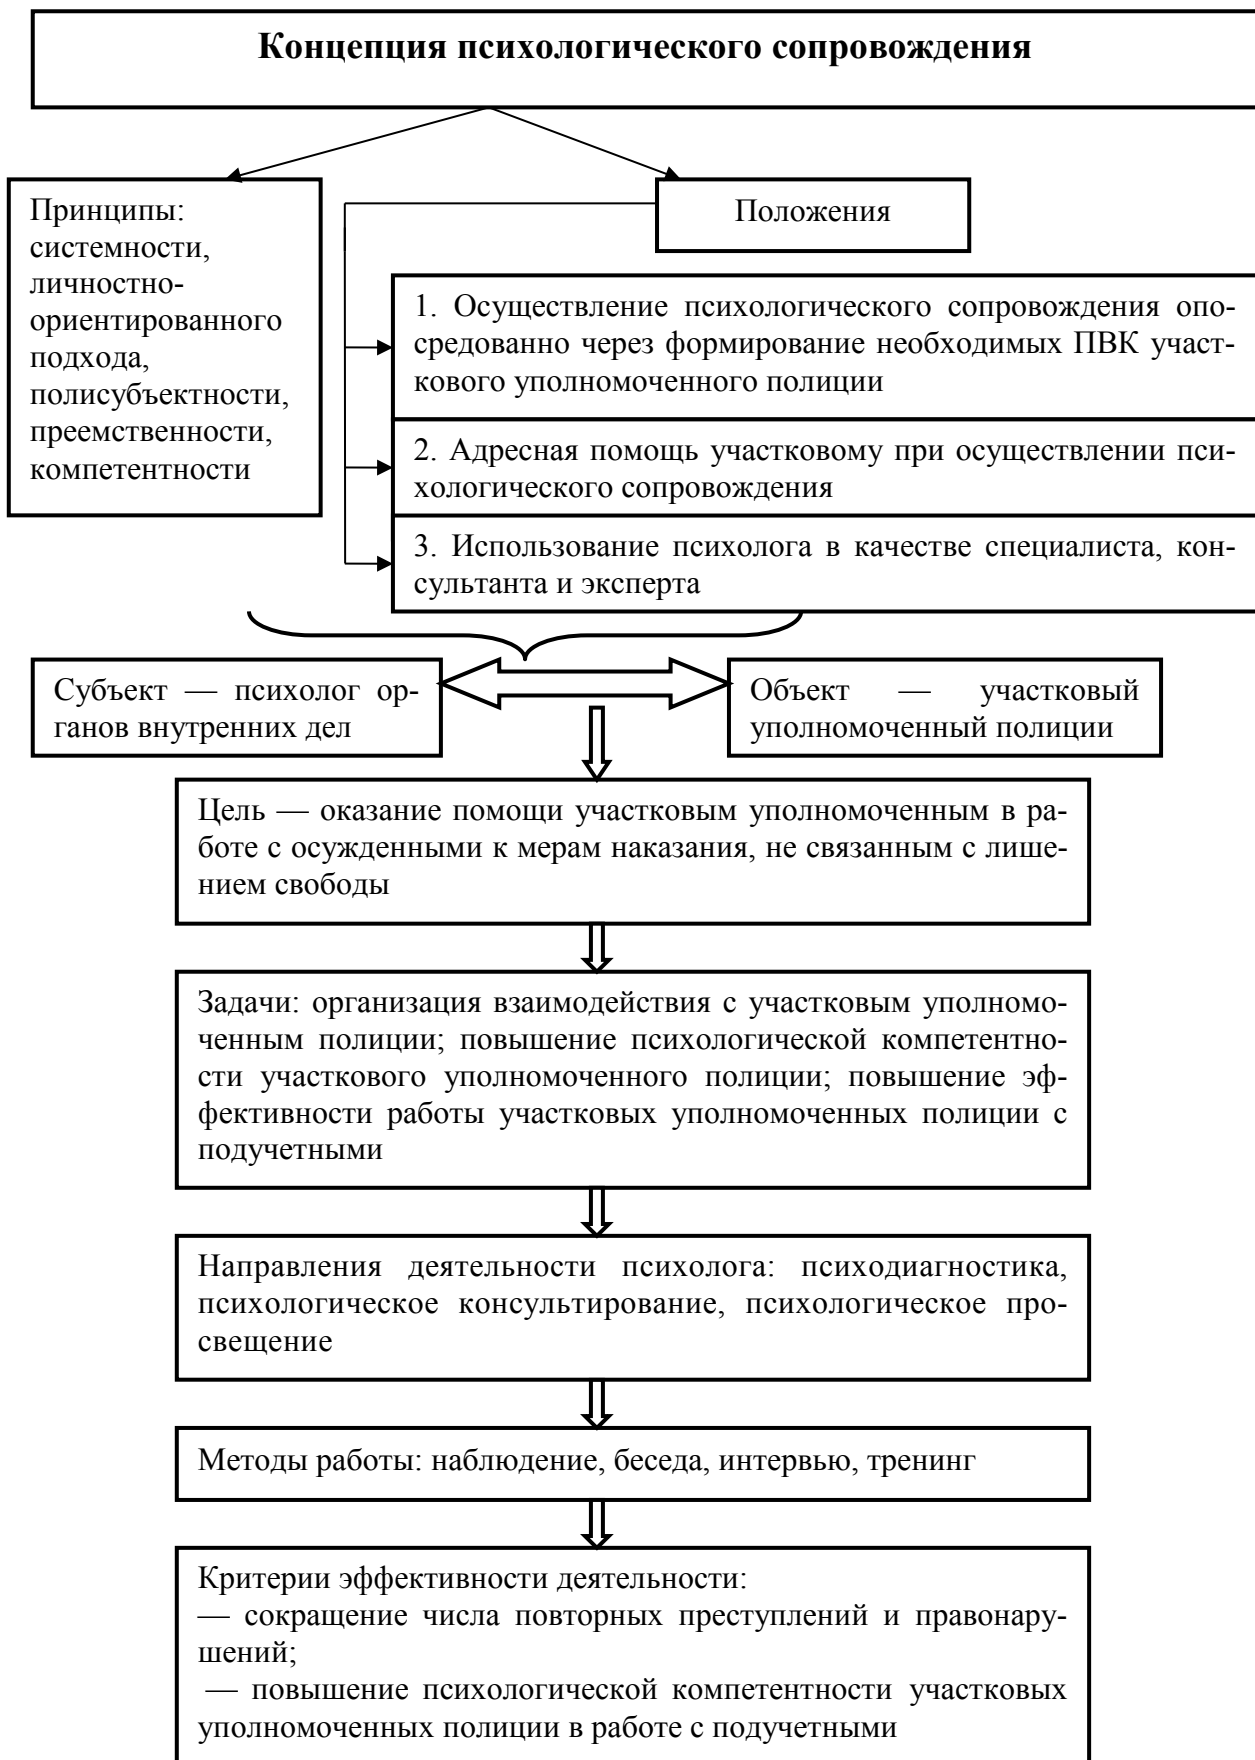 Концепция психологического сопровождения
Принципы:
системности,
личностно-
ориентированного
подхода,
полисубъектности,
преемственности,
компетентности
Положения
1. Осуществление психологического сопровождения опо-
средованно через формирование необходимых ПВК участ-
кового уполномоченного полиции
2. Адресная помощь участковому при осуществлении пси-
хологического сопровождения
3. Использование психолога в качестве специалиста, кон-
сультанта и эксперта
Субъект — психолог ор-
ганов внутренних дел
Объект — участковый
уполномоченный полиции
Цель — оказание помощи участковым уполномоченным в ра-
боте с осужденными к мерам наказания, не связанным с лише-
нием свободы
Задачи: организация взаимодействия с участковым уполномо-
ченным полиции; повышение психологической компетентно-
сти участкового уполномоченного полиции; повышение эф-
фективности работы участковых уполномоченных полиции с
подучетными
Направления деятельности психолога: психодиагностика,
психологическое консультирование, психологическое про-
свещение
Методы работы: наблюдение, беседа, интервью, тренинг
Критерии эффективности деятельности:
— сокращение числа повторных преступлений и правонару-
шений;
— повышение психологической компетентности участковых
уполномоченных полиции в работе с подучетными